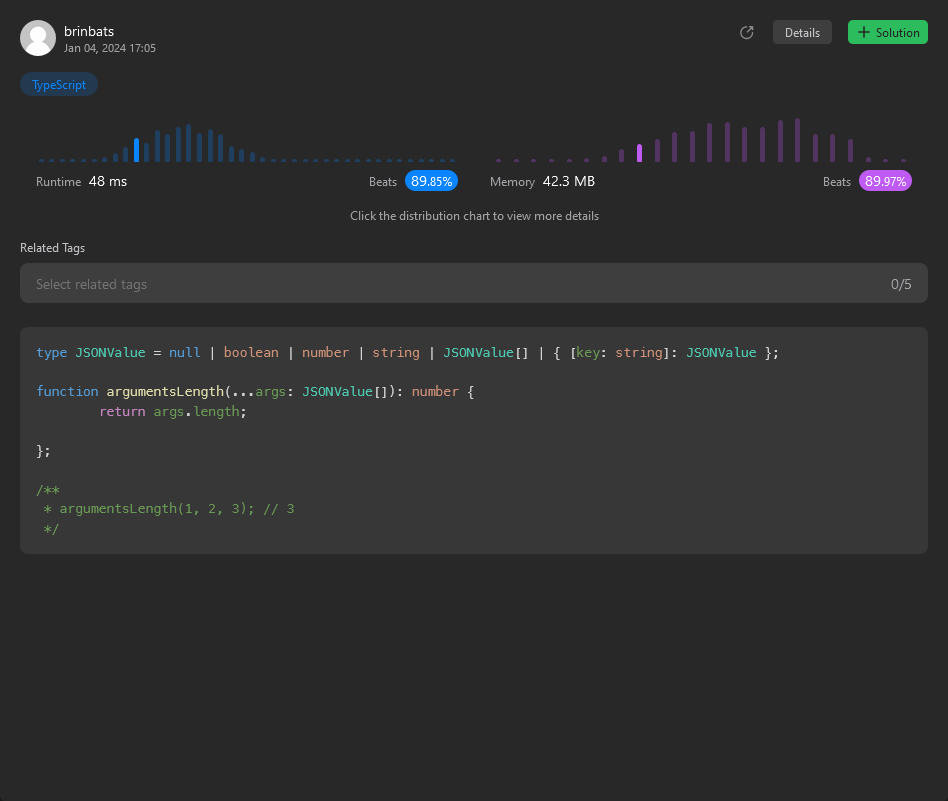 brinbats
Jan 04, 2024 17:05
Details
Solution
TypeScript
Runtime 48 ms Beats 89.85%
Memory 42.3 MB Beats 89.97%
Click the distribution chart to view more details
Related Tags
Select related tags 0/5
type JSONValue = null | boolean | number | string | JSONValue[] | { [key: string]: JSONValue };
function argumentsLength(...args: JSONValue[]): number {
return args.length;
};
/**
* argumentsLength(1, 2, 3); // 3
*/